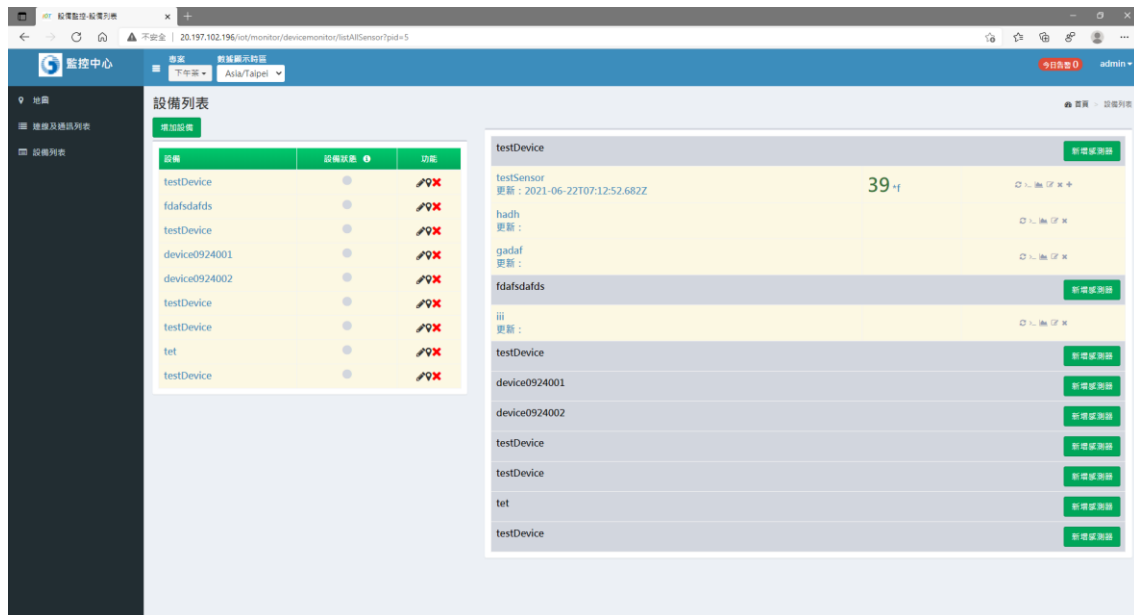 設備監控-設備列表
不安全 | 20.197.102.196/iot/monitor/devicemonitor/listAllSensor?pid=5
監控中心
專案 數據顯示時區
下午茶 Asia/Taipei
今日告警 0 admin
地圖
連線及通訊列表
設備列表
設備列表
首頁 > 設備列表
增加設備
設備 設備狀態 功能
testDevice
fdafsdafds
testDevice
device0924001
device0924002
testDevice
testDevice
tet
testDevice
testDevice 新增感測器
testSensor
更新：2021-06-22T07:12:52.682Z 39 °f
hadh
更新：
gadaf
更新：
fdafsdafds 新增感測器
iii
更新：
testDevice 新增感測器
device0924001 新增感測器
device0924002 新增感測器
testDevice 新增感測器
testDevice 新增感測器
tet 新增感測器
testDevice 新增感測器